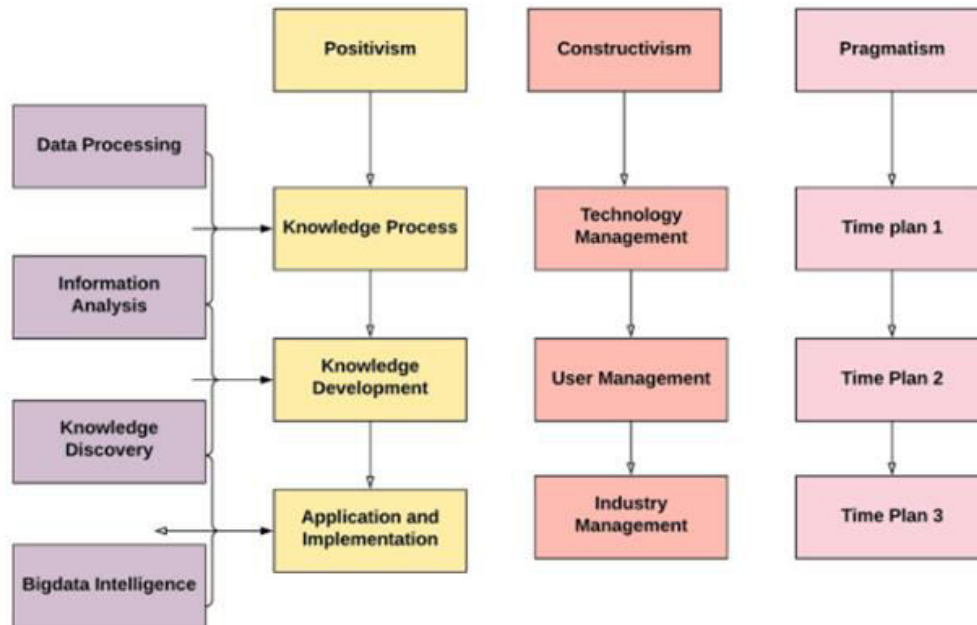 Positivism
Constructivism
Pragmatism
Data Processing
Knowledge Process
Technology
Management
Time plan 1
Information
Analysis
Knowledge
Development
User Management
Time Plan 2
Knowledge
Discovery
Application and
Implementation
Industry
Management
Time Plan 3
Bigdata Intelligence